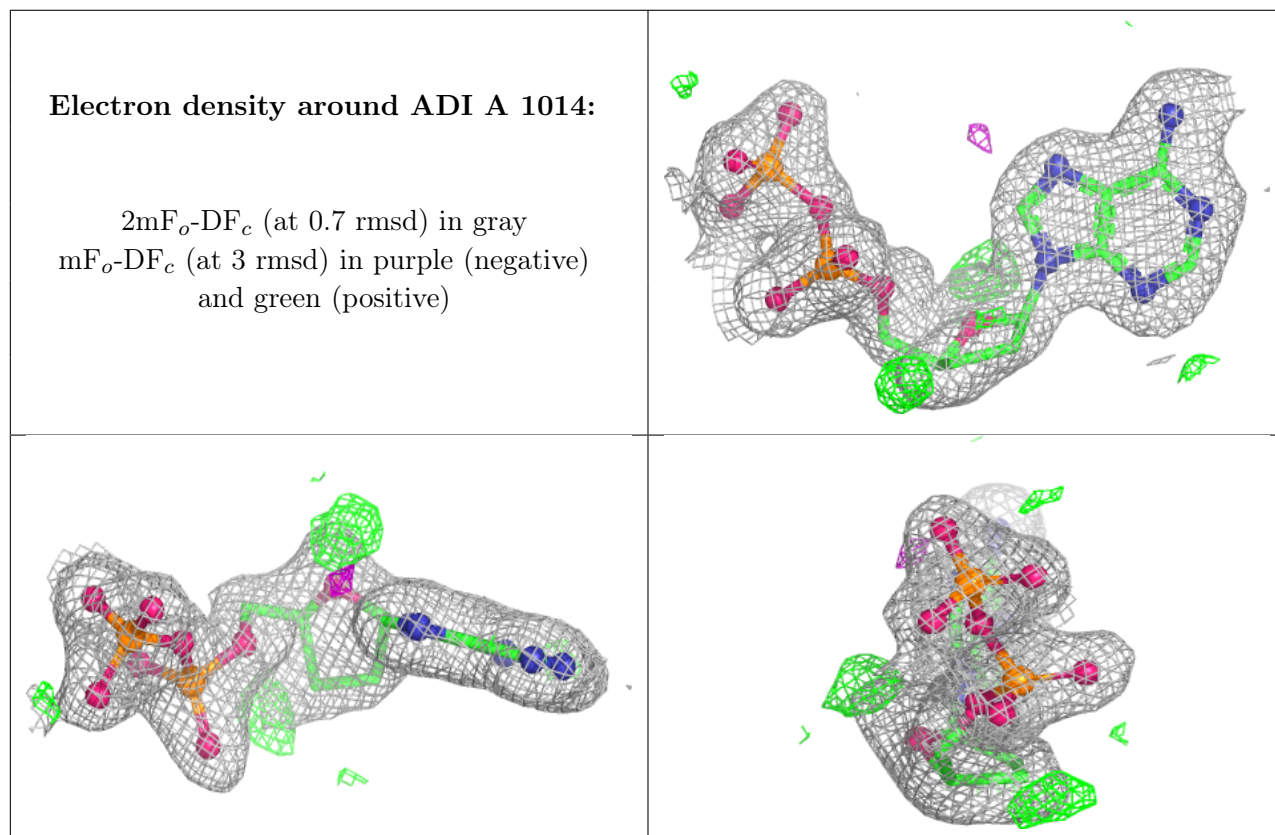 Electron density around ADI A 1014:
2mFo-DFc (at 0.7 rmsd) in gray
mFo-DFc (at 3 rmsd) in purple (negative)
and green (positive)